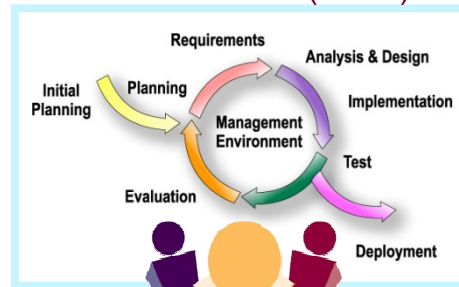 Requirements
Analysis & Design
Planning
Initial
Planning
Implementation
Management
Environment
Test
Evaluation
Deployment